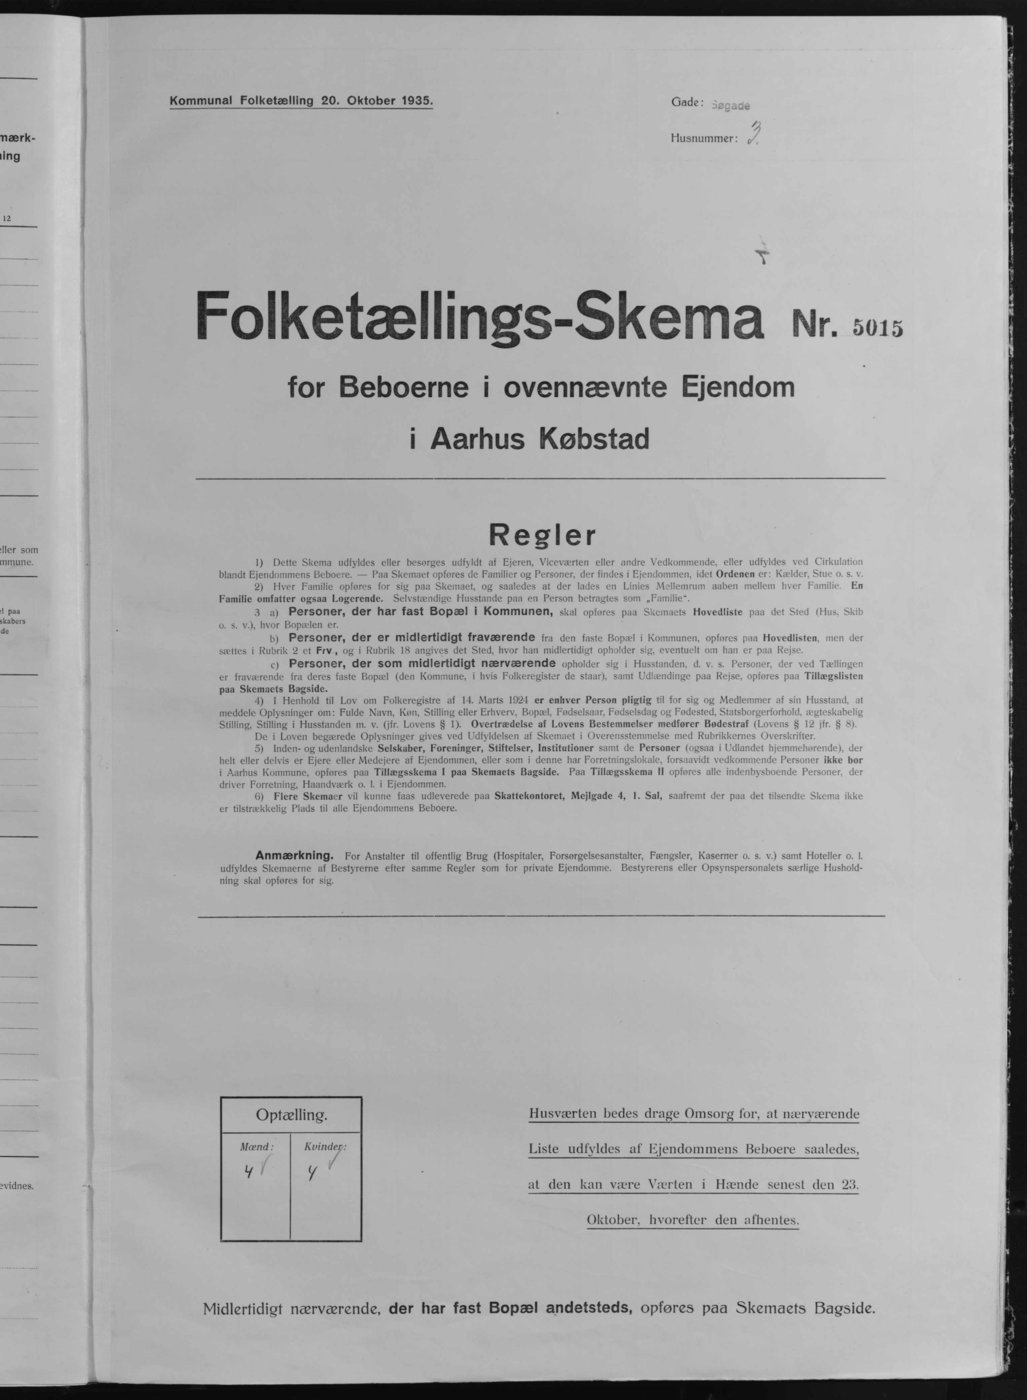 mærk-
ning
12
eller som
mmune.
paa
skabers
de
evidnes.
Kommunal Folketælling 20. Oktober 1935.
Gade: Søgade
Husnummer: 3.
Folketællings-Skema Nr. 5015
for Beboerne i ovennævnte Ejendom
i Aarhus Købstad
Regler
1) Dette Skema udfyldes eller besørges udfyldt af Ejeren, Viceværten eller andre Vedkommende, eller udfyldes ved Cirkulation
blandt Ejendommens Beboere. — Paa Skemaet opføres de Familier og Personer, der findes i Ejendommen, idet Ordenen er: Kælder, Stue o. s. v.
2) Hver Familie opføres for sig paa Skemaet, og saaledes at der lades en Linies Mellemrum aaben mellem hver Familie. En
Familie omfatter ogsaa Logerende. Selvstændige Husstande paa en Person betragtes som „Familie“.
3 a) Personer, der har fast Bopæl i Kommunen, skal opføres paa Skemaets Hovedliste paa det Sted (Hus, Skib
o. s. v.), hvor Bopælen er.
b) Personer, der er midlertidigt fraværende fra den faste Bopæl i Kommunen, opføres paa Hovedlisten, men der
sættes i Rubrik 2 et Frv., og i Rubrik 18 angives det Sted, hvor han midlertidigt opholder sig, eventuelt om han er paa Rejse.
c) Personer, der som midlertidigt nærværende opholder sig i Husstanden, d. v. s. Personer, der ved Tællingen
er fraværende fra deres faste Bopæl (den Kommune, i hvis Folkeregister de staar), samt Udlændinge paa Rejse, opføres paa Tillægslisten
paa Skemaets Bagside.
4) I Henhold til Lov om Folkeregistre af 14. Marts 1924 er enhver Person pligtig til for sig og Medlemmer af sin Husstand, at
meddele Oplysninger om: Fulde Navn, Køn, Stilling eller Erhverv, Bopæl, Fødselsaar, Fødselsdag og Fødested, Statsborgerforhold, ægteskabelig
Stilling, Stilling i Husstanden m. v. (jfr. Lovens § 1). Overtrædelse af Lovens Bestemmelser medfører Bødestraf (Lovens § 12 jfr. § 8).
De i Loven begærede Oplysninger gives ved Udfyldelsen af Skemaet i Overensstemmelse med Rubrikkernes Overskrifter.
5) Inden- og udenlandske Selskaber, Foreninger, Stiftelser, Institutioner samt de Personer (ogsaa i Udlandet hjemmehørende), der
helt eller delvis er Ejere eller Medejere af Ejendommen, eller som i denne har Forretningslokale, forsaavidt vedkommende Personer ikke bor
i Aarhus Kommune, opføres paa Tillægsskema I paa Skemaets Bagside. Paa Tillægsskema II opføres alle indenbysboende Personer, der
driver Forretning, Haandværk o. l. i Ejendommen.
6) Flere Skemaer vil kunne faas udleverede paa Skattekontoret, Mejlgade 4, 1. Sal, saafremt der paa det tilsendte Skema ikke
er tilstrækkelig Plads til alle Ejendommens Beboere.
Anmærkning. For Anstalter til offentlig Brug (Hospitaler, Forsørgelsesanstalter, Fængsler, Kaserner o. s. v.) samt Hoteller o. l.
udfyldes Skemaerne af Bestyrerne efter samme Regler som for private Ejendomme. Bestyrerens eller Opsynspersonalets særlige Hushold-
ning skal opføres for sig.
Optælling.
Mænd: Kvinder:
4 4
Husværten bedes drage Omsorg for, at nærværende
Liste udfyldes af Ejendommens Beboere saaledes,
at den kan være Værten i Hænde senest den 23.
Oktober, hvorefter den afhentes.
Midlertidigt nærværende, der har fast Bopæl andetsteds, opføres paa Skemaets Bagside.